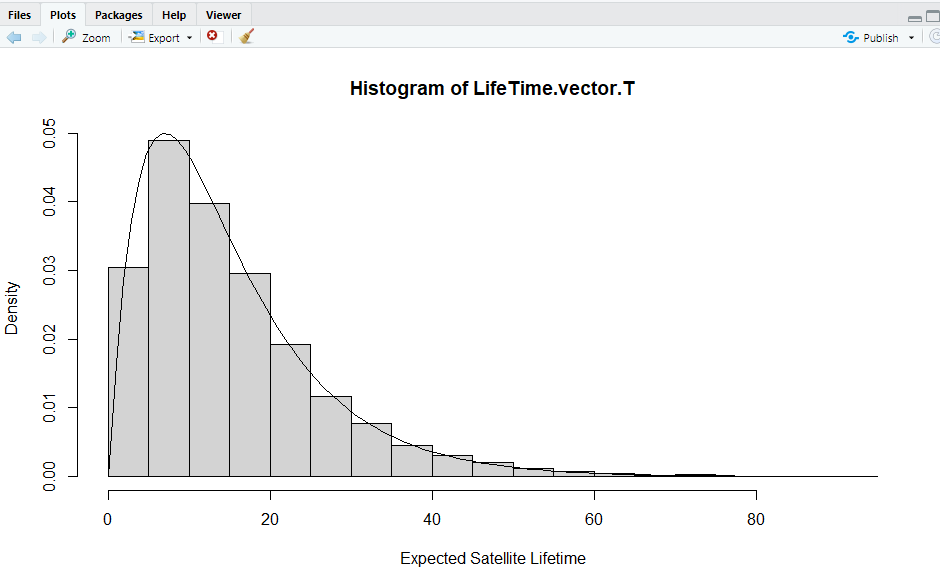 Files Plots Packages Help Viewer
Zoom Export Publish
Histogram of LifeTime.vector.T
0.05
0.04
0.03
0.02
0.01
0.00
Density
0 20 40 60 80
Expected Satellite Lifetime